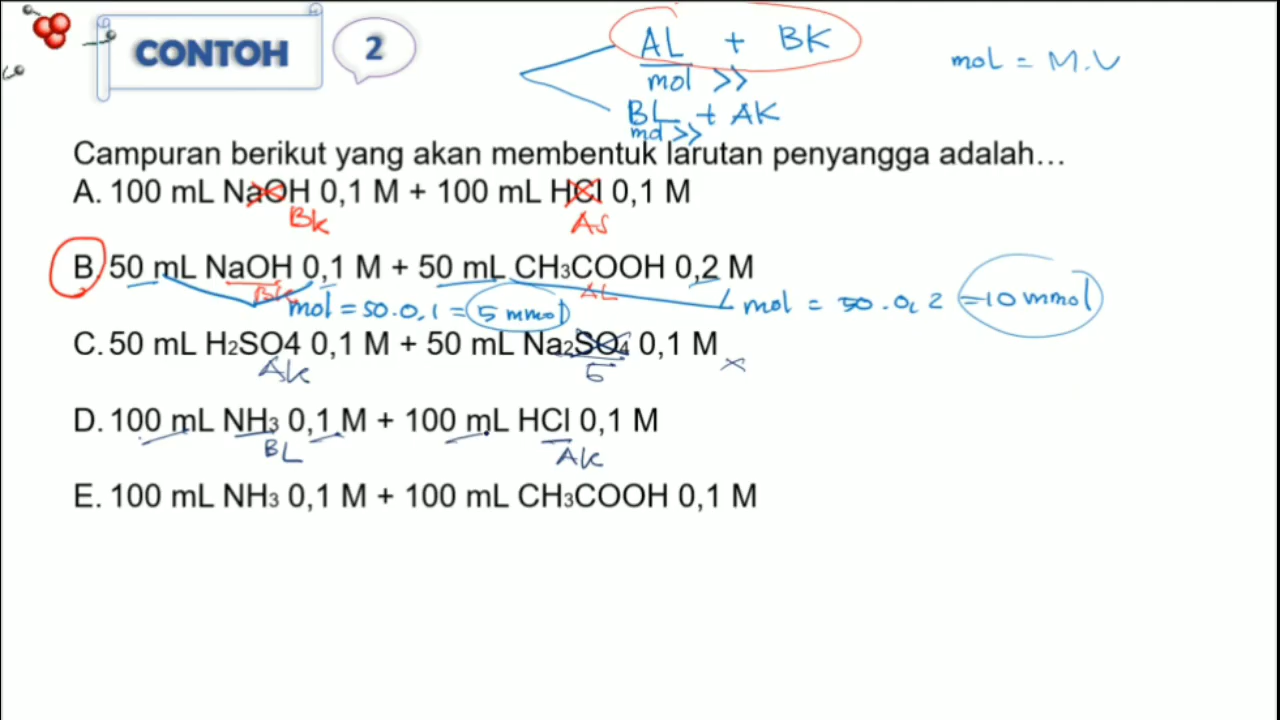 CONTOH
2
AL + BK
mol >>
BL + AK
mol >>
mol = M.V
Campuran berikut yang akan membentuk larutan penyangga adalah...
A. 100 mL NaOH 0,1 M + 100 mL HCl 0,1 M
Bk
As
B. 50 mL NaOH 0,1 M + 50 mL CH3COOH 0,2 M
Bk
AL
mol = 50.0,1 = 5 mmol
mol = 50.0,2 = 10 mmol
C. 50 mL H2SO4 0,1 M + 50 mL Na2SO4 0,1 M
Ak
G
x
D. 100 mL NH3 0,1 M + 100 mL HCl 0,1 M
BL
Ak
E. 100 mL NH3 0,1 M + 100 mL CH3COOH 0,1 M